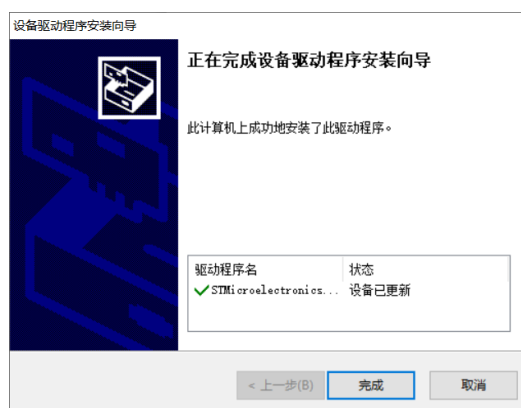 设备驱动程序安装向导
正在完成设备驱动程序安装向导
此计算机上成功地安装了此驱动程序。
驱动程序名 状态
STMicroelectronics... 设备已更新
< 上一步(B) 完成 取消